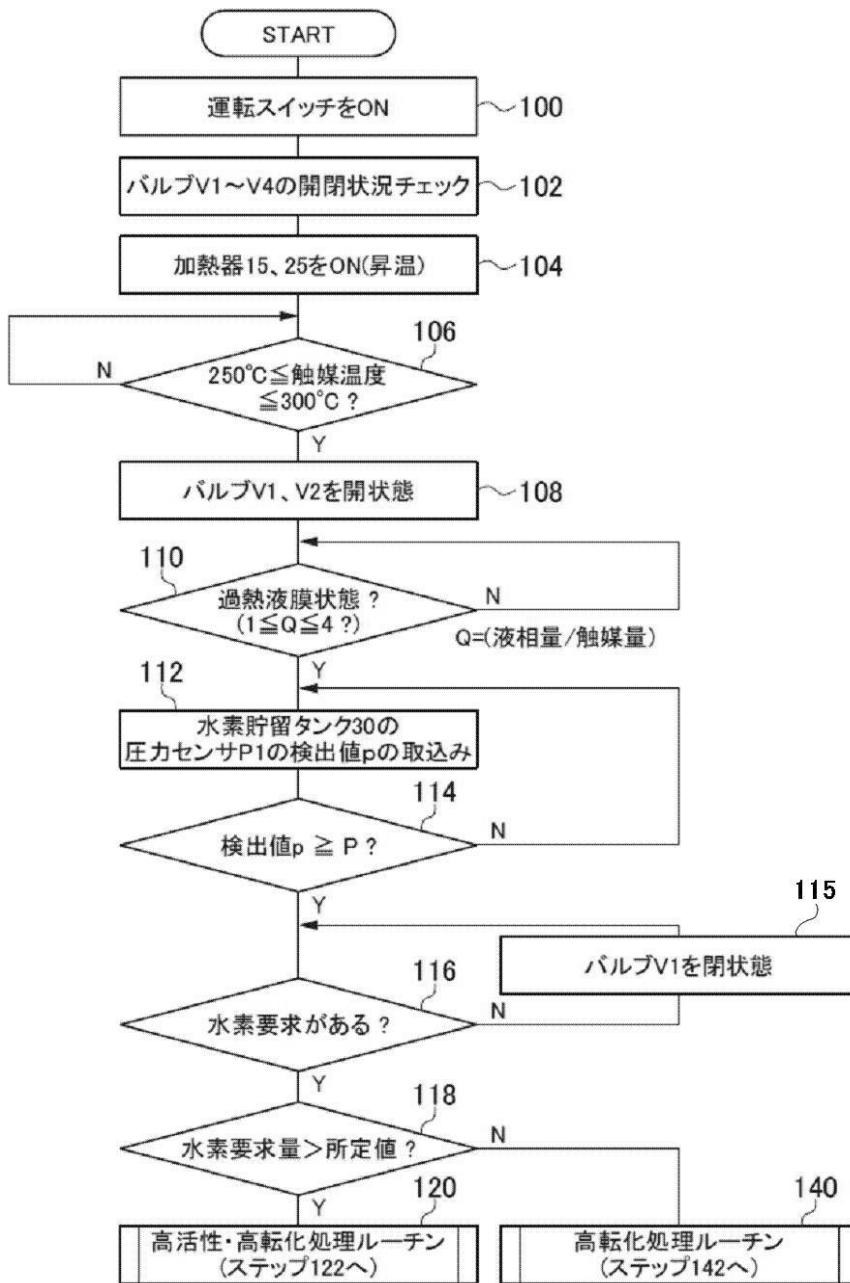 START
運転スイッチをON
100
バルブV1～V4の開閉状況チェック
102
加熱器15、25をON(昇温)
104
106
N
250℃≦触媒温度
≦300℃?
Y
バルブV1、V2を開状態
108
110
過熱液膜状態?
(1≦Q≦4?)
N
Q=(液相量/触媒量)
Y
112
水素貯留タンク30の
圧力センサP1の検出値pの取込み
114
検出値p ≧ P?
N
Y
115
バルブV1を閉状態
116
水素要求がある?
N
Y
118
水素要求量＞所定値?
N
Y
120
高活性・高転化処理ルーチン
(ステップ122へ)
140
高転化処理ルーチン
(ステップ142へ)